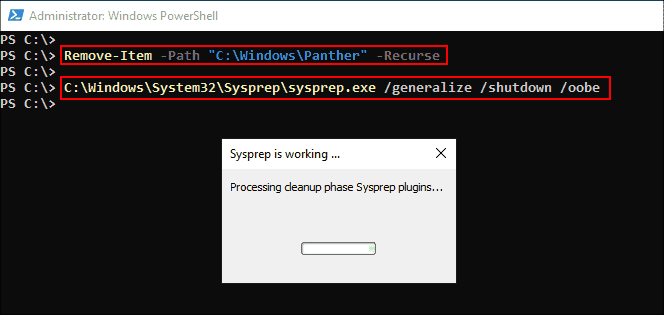 Administrator: Windows PowerShell
PS C:\>
PS C:\> Remove-Item -Path "C:\Windows\Panther" -Recurse
PS C:\>
PS C:\> C:\Windows\System32\Sysprep\sysprep.exe /generalize /shutdown /oobe
PS C:\>
Sysprep is working ...
Processing cleanup phase Sysprep plugins...